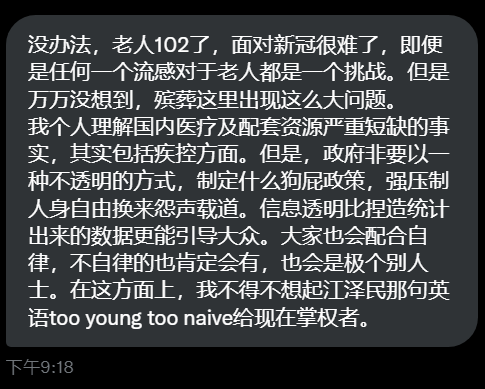 没办法，老人102了，面对新冠很难了，即便
是任何一个流感对于老人都是一个挑战。但是
万万没想到，殡葬这里出现这么大问题。
我个人理解国内医疗及配套资源严重短缺的事
实，其实包括疾控方面。但是，政府非要以一
种不透明的方式，制定什么狗屁政策，强压制
人身自由换来怨声载道。信息透明比捏造统计
出来的数据更能引导大众。大家也会配合自
律，不自律的也肯定会有，也会是极个别人
士。在这方面上，我不得不想起江泽民那句英
语too young too naive给现在掌权者。
下午9:18